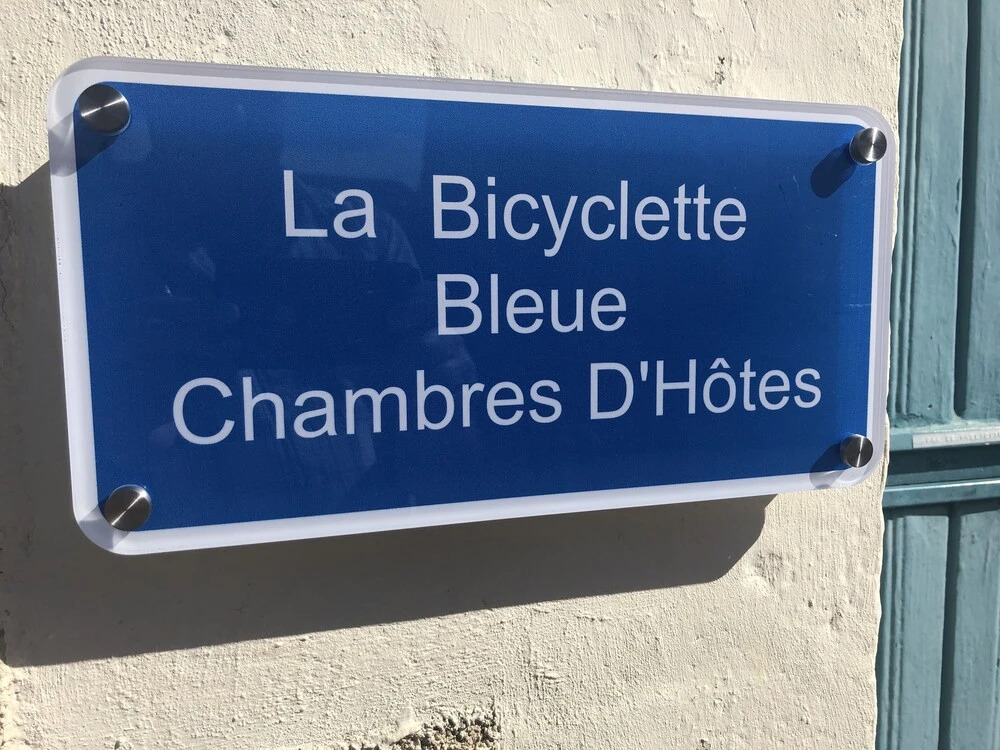 La Bicyclette
Bleue
Chambres D'Hôtes